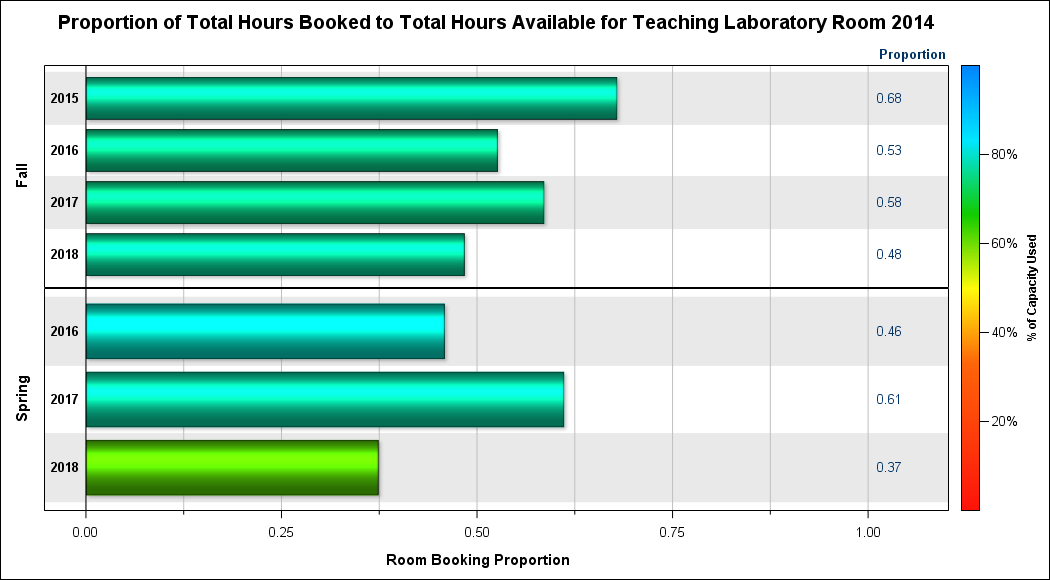 Proportion of Total Hours Booked to Total Hours Available for Teaching Laboratory Room 2014
Proportion
Fall
2015 0.68
2016 0.53
2017 0.58
2018 0.48
Spring
2016 0.46
2017 0.61
2018 0.37
0.00 0.25 0.50 0.75 1.00
Room Booking Proportion
80%
60%
40%
20%
% of Capacity Used